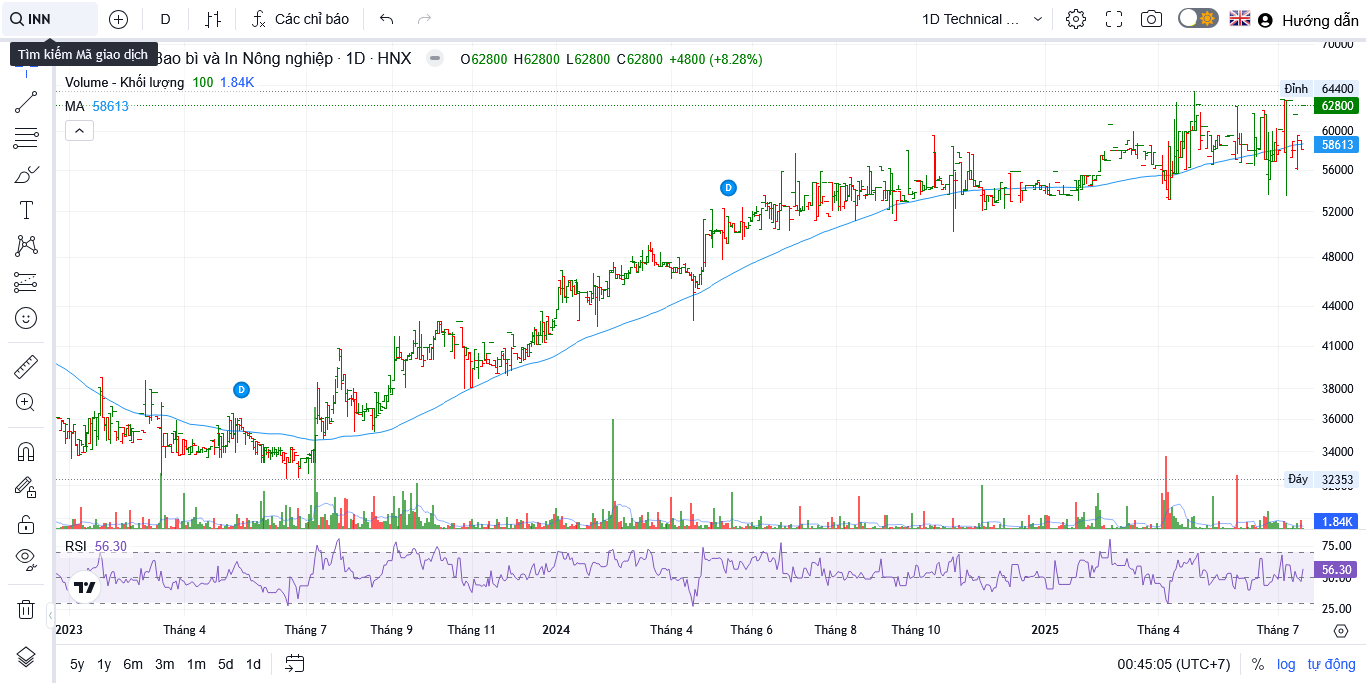 INN
D
Các chỉ báo
1D Technical ...
Hướng dẫn
Tìm kiếm Mã giao dịch
Bao bì và In Nông nghiệp · 1D · HNX
O62800 H62800 L62800 C62800 +4800 (+8.28%)
Volume - Khối lượng 100 1.84K
MA 58613
70000
Đỉnh 64400
62800
60000
58613
56000
52000
48000
44000
41000
38000
36000
34000
Đáy 32353
1.84K
D
D
RSI 56.30
75.00
56.30
25.00
2023 Tháng 4 Tháng 7 Tháng 9 Tháng 11 2024 Tháng 4 Tháng 6 Tháng 8 Tháng 10 2025 Tháng 4 Tháng 7
5y 1y 6m 3m 1m 5d 1d
00:45:05 (UTC+7) % log tự động